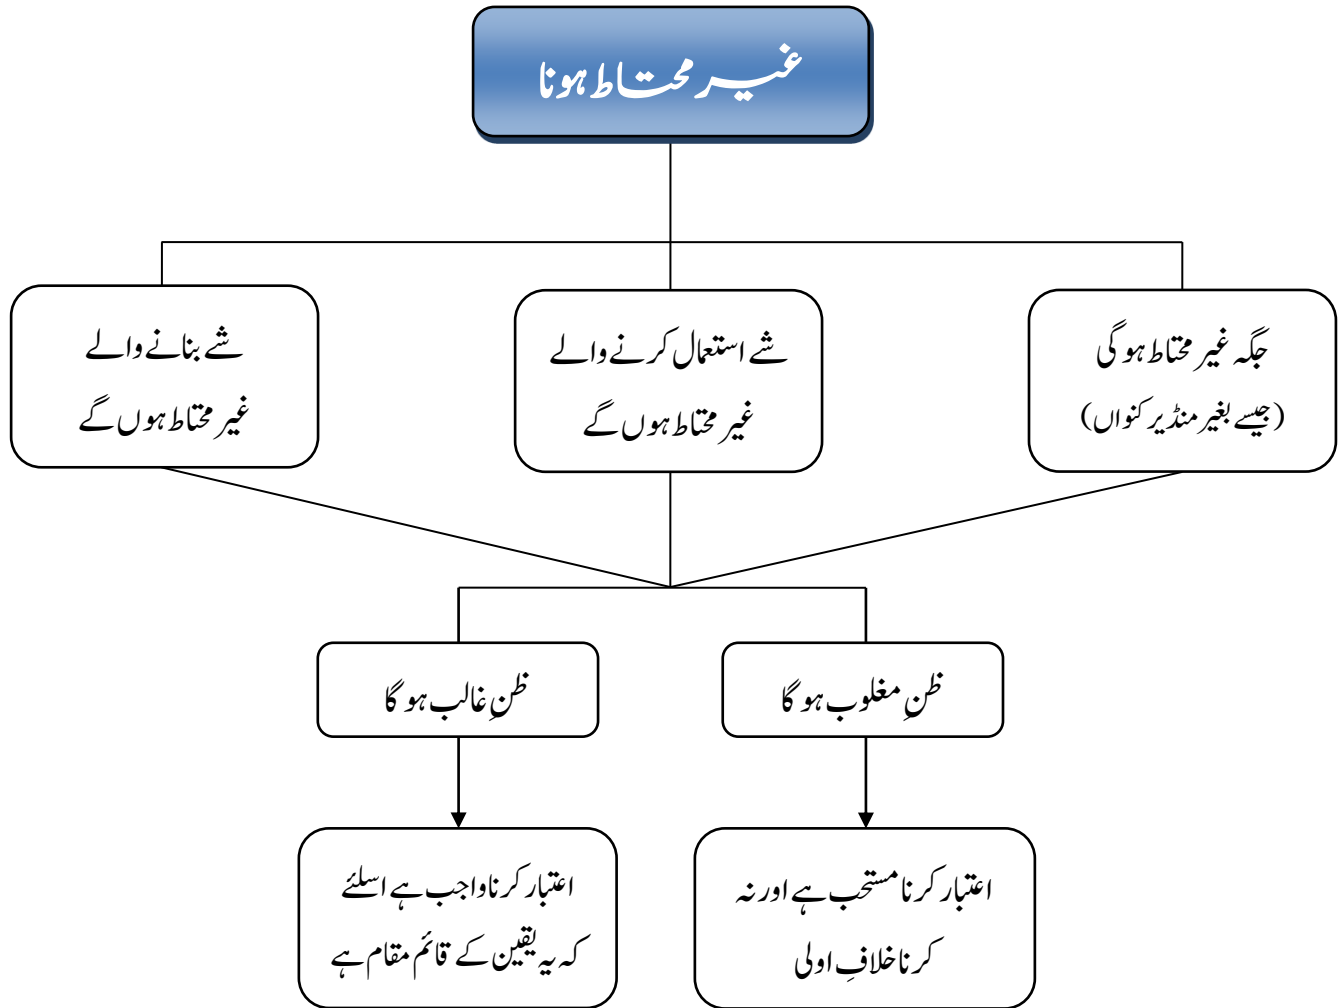 غیر محتاط ہونا
جگہ غیر محتاط ہوگی
(جیسے بغیر منڈیر کنواں)
شے استعمال کرنے والے
غیر محتاط ہوں گے
شے بنانے والے
غیر محتاط ہوں گے
ظنِ مغلوب ہو گا
ظنِ غالب ہو گا
اعتبار کرنا مستحب ہے اور نہ
کرنا خلافِ اولی
اعتبار کرنا واجب ہے اسلئے
کہ یہ یقین کے قائم مقام ہے